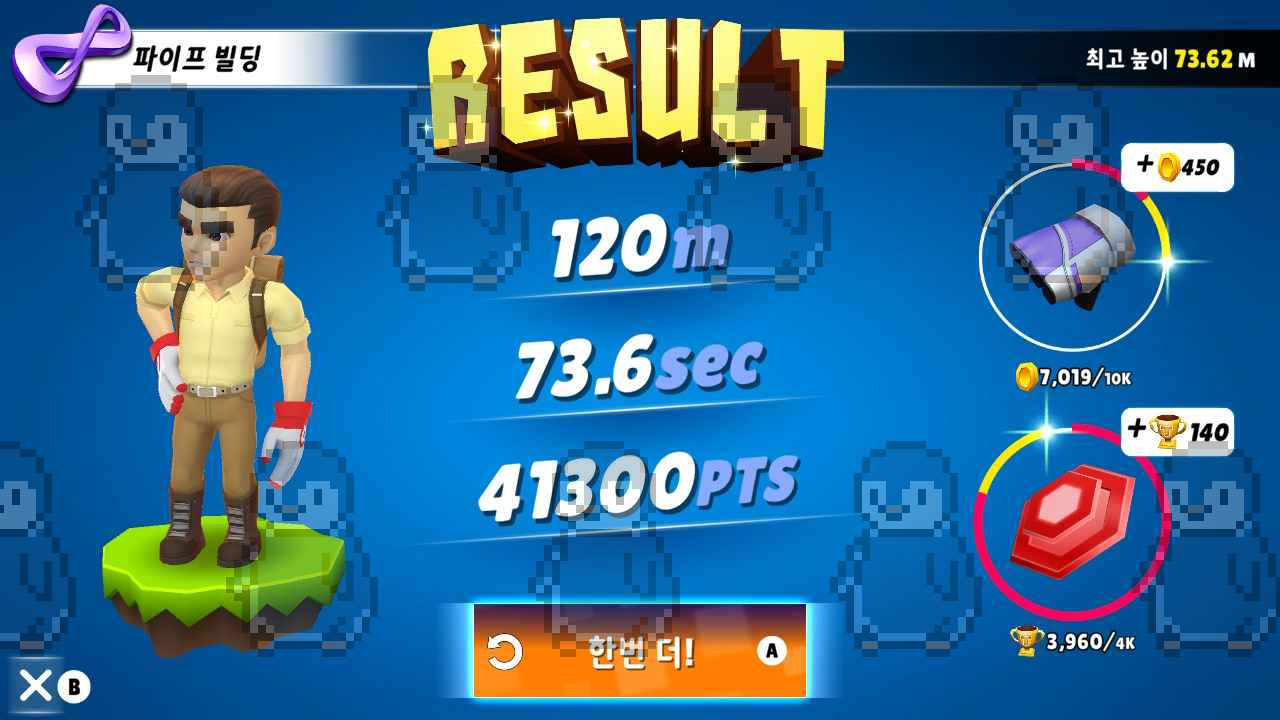 파이프 빌딩
RESULT
최고 높이 73.62 M
120m
73.6sec
41300PTS
+ 450
7,019/10K
+ 140
3,960/4K
한번 더! A
B